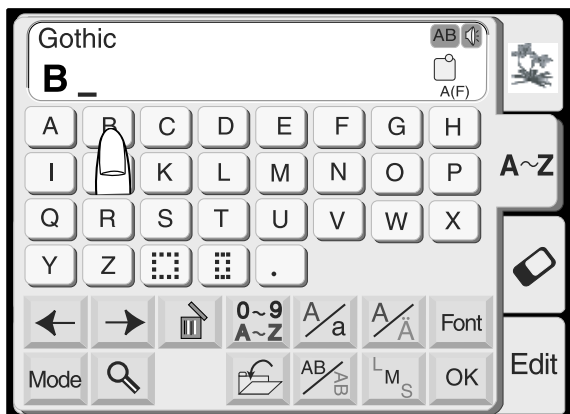 Gothic AB
B _
A(F)
A B C D E F G H
I K L M N O P A~Z
Q R S T U V W X
Y Z .
0~9 A~Z A/a A/Ä Font
Mode AB/AB L M S OK Edit